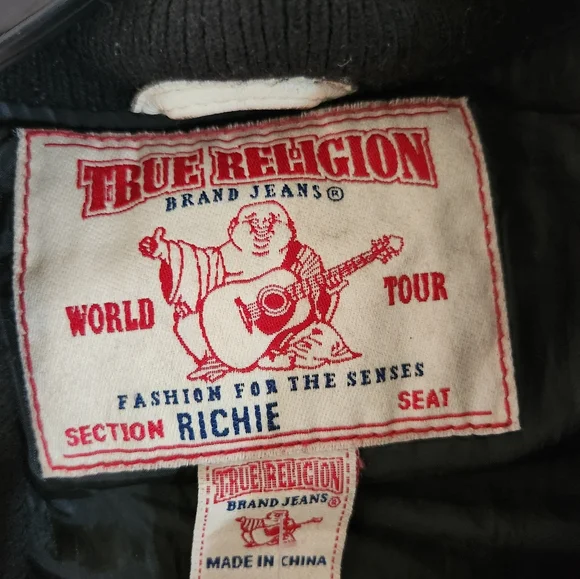 TRUE RELIGION
BRAND JEANS®
WORLD TOUR
FASHION FOR THE SENSES
SECTION RICHIE SEAT
TRUE RELIGION
BRAND JEANS®
MADE IN CHINA